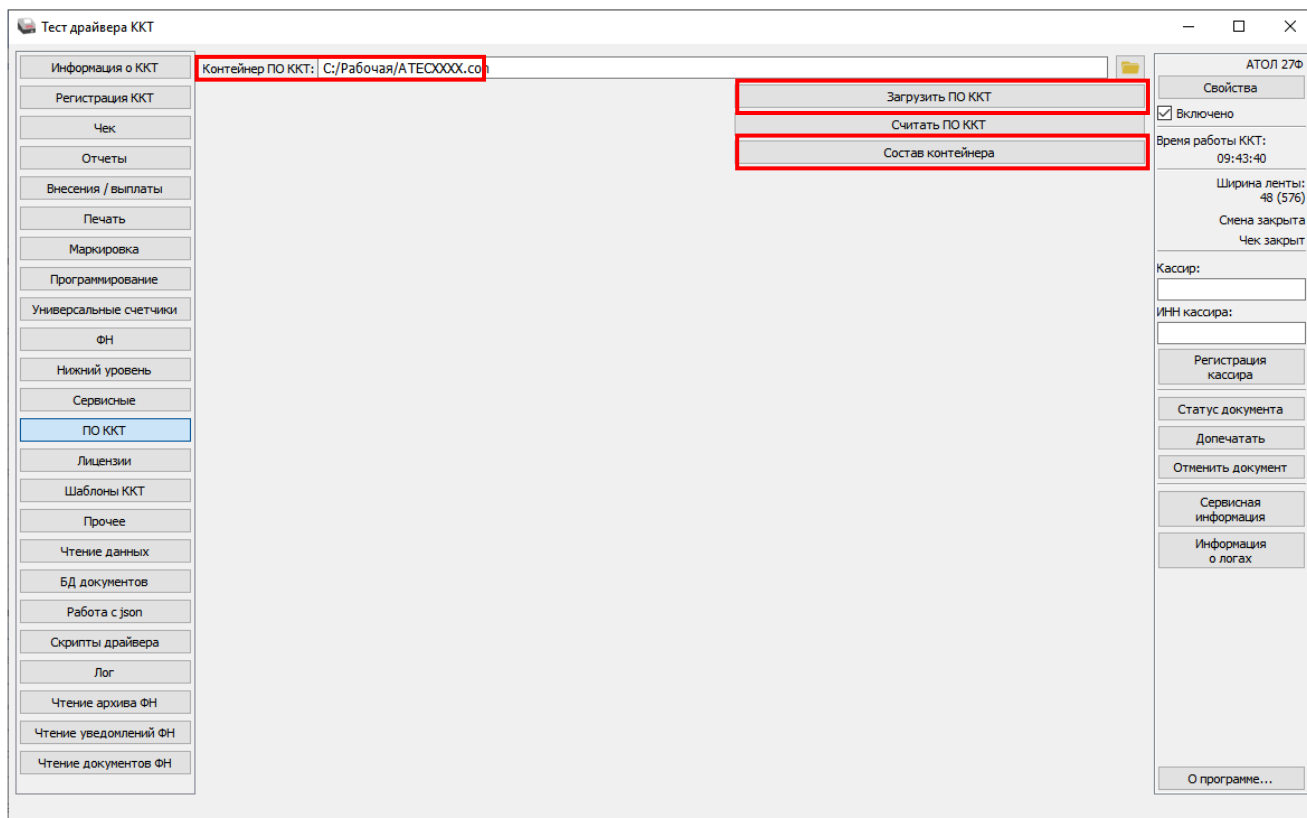 Тест драйвера ККТ
Информация о ККТ
Регистрация ККТ
Чек
Отчеты
Внесения / выплаты
Печать
Маркировка
Программирование
Универсальные счетчики
ФН
Нижний уровень
Сервисные
ПО ККТ
Лицензии
Шаблоны ККТ
Прочее
Чтение данных
БД документов
Работа с json
Скрипты драйвера
Лог
Чтение архива ФН
Чтение уведомлений ФН
Чтение документов ФН
Контейнер ПО ККТ: C:/Рабочая/ATECXXXX.con
Загрузить ПО ККТ
Считать ПО ККТ
Состав контейнера
АТОЛ 27Ф
Свойства
Включено
Время работы ККТ:
09:43:40
Ширина ленты:
48 (576)
Смена закрыта
Чек закрыт
Кассир:
ИНН кассира:
Регистрация
кассира
Статус документа
Допечатать
Отменить документ
Сервисная
информация
Информация
о логах
О программе...